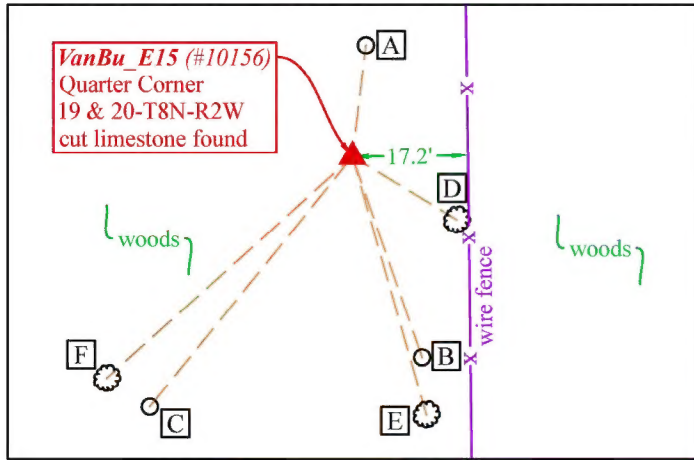 VanBu_E15 (#10156)
Quarter Corner
19 & 20-T8N-R2W
cut limestone found
A
17.2'
D
woods
woods
wire fence
x
x
x
F
B
C
E